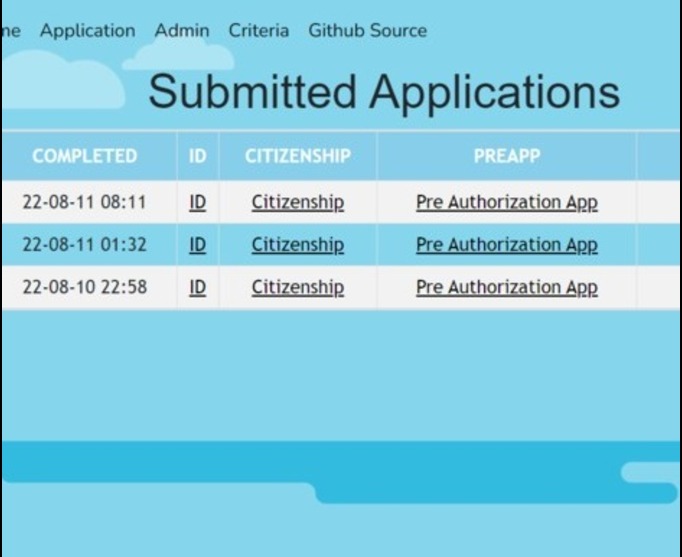 ne Application Admin Criteria Github Source
Submitted Applications
COMPLETED ID CITIZENSHIP PREAPP
22-08-11 08:11 ID Citizenship Pre Authorization App
22-08-11 01:32 ID Citizenship Pre Authorization App
22-08-10 22:58 ID Citizenship Pre Authorization App